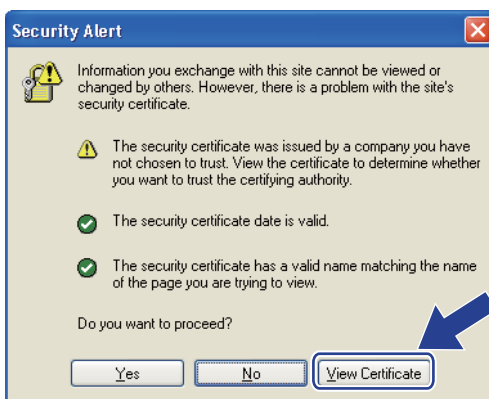 Security Alert
Information you exchange with this site cannot be viewed or
changed by others. However, there is a problem with the site's
security certificate.
The security certificate was issued by a company you have
not chosen to trust. View the certificate to determine whether
you want to trust the certifying authority.
The security certificate date is valid.
The security certificate has a valid name matching the name
of the page you are trying to view.
Do you want to proceed?
Yes
No
View Certificate